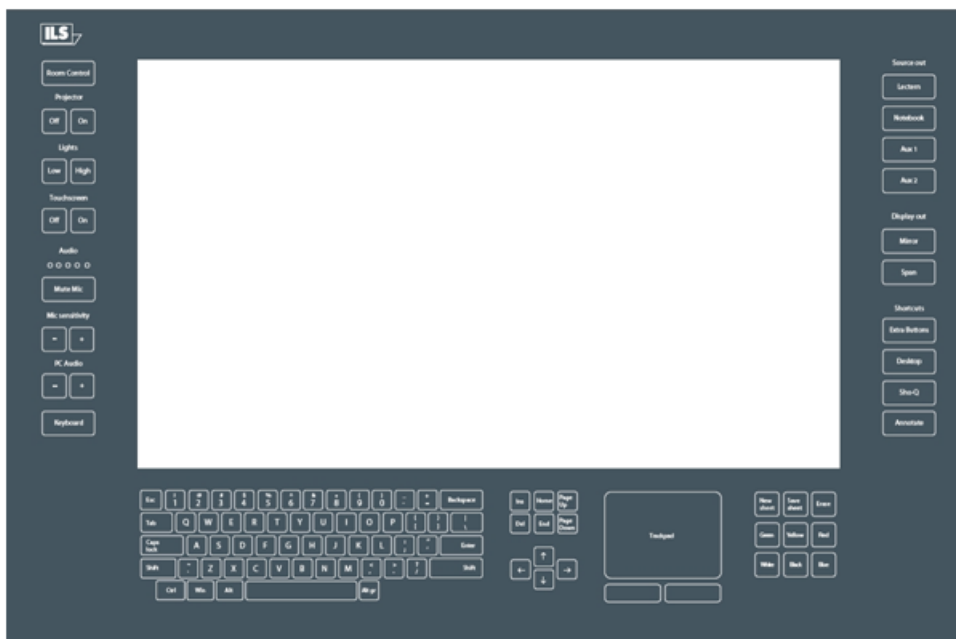 ILS
Room Control
Projector
Off On
Lights
Low High
Touchscreen
Off On
Audio
Mute Mic
Mic sensitivity
- +
PC Audio
- +
Keyboard
Source out
Lectern
Notebook
Aux 1
Aux 2
Display out
Mirror
Span
Shortcuts
Extra Buttons
Desktop
Sho-Q
Annotate
Esc 1 2 3 4 5 6 7 8 9 0 Backspace
Tab Q W E R T Y U I O P
Caps
lock
A S D F G H J K L Enter
Shift Z X C V B N M < > ? Shift
Ctrl Win Alt Alt gr
Ins Home Page
Up
Del End Page
Down
↑
← ↓ →
Trackpad
New
sheet
Save
sheet
Erase
Green Yellow Red
White Black Blue